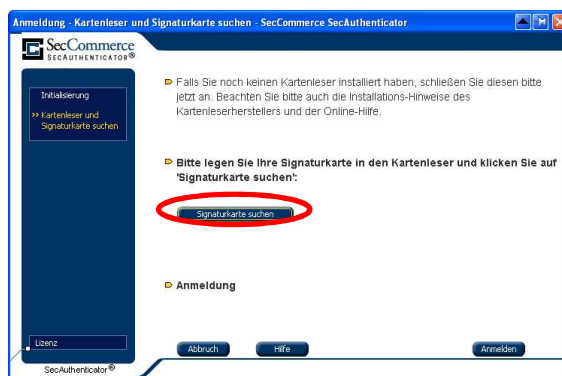 Anmeldung - Kartenleser und Signaturkarte suchen - SecCommerce SecAuthenticator
SecCommerce
SECAUTHENTICATOR®
Initialisierung
>> Kartenleser und
Signaturkarte suchen
Falls Sie noch keinen Kartenleser installiert haben, schließen Sie diesen bitte
jetzt an. Beachten Sie bitte auch die Installations-Hinweise des
Kartenleserherstellers und der Online-Hilfe.
Bitte legen Sie Ihre Signaturkarte in den Kartenleser und klicken Sie auf
'Signaturkarte suchen':
Signaturkarte suchen
Anmeldung
Lizenz
Abbruch
Hilfe
Anmelden
SecAuthenticator®